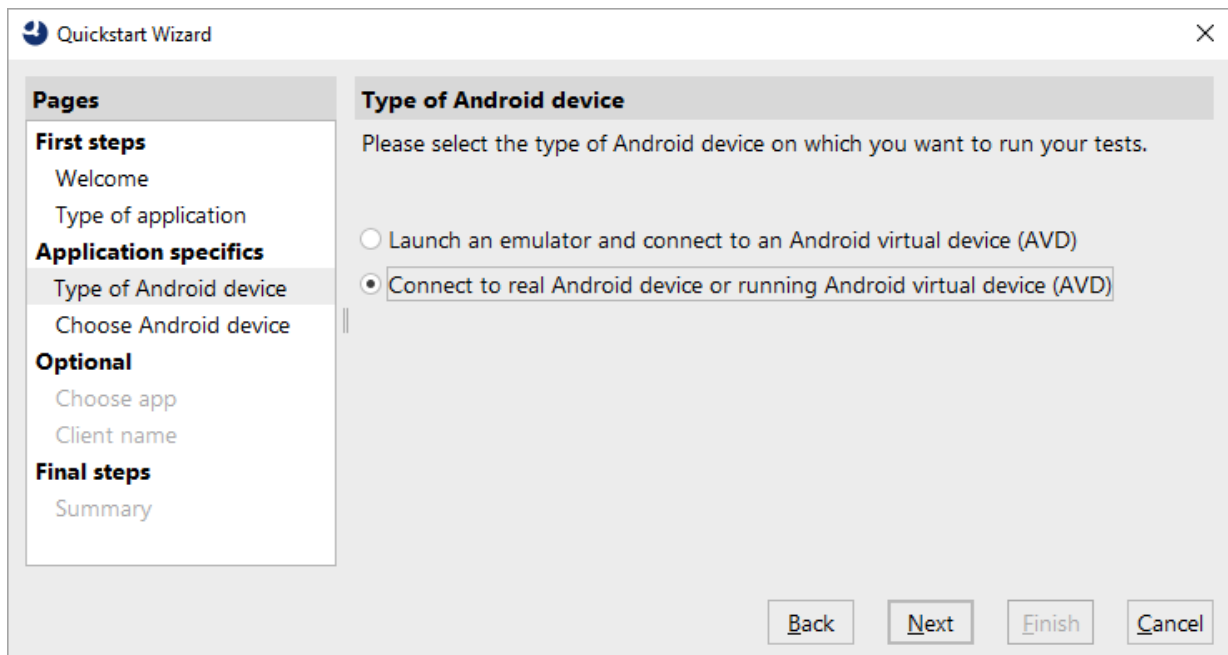 Quickstart Wizard
Pages
First steps
Welcome
Type of application
Application specifics
Type of Android device
Choose Android device
Optional
Choose app
Client name
Final steps
Summary
Type of Android device
Please select the type of Android device on which you want to run your tests.
Launch an emulator and connect to an Android virtual device (AVD)
Connect to real Android device or running Android virtual device (AVD)
Back
Next
Finish
Cancel